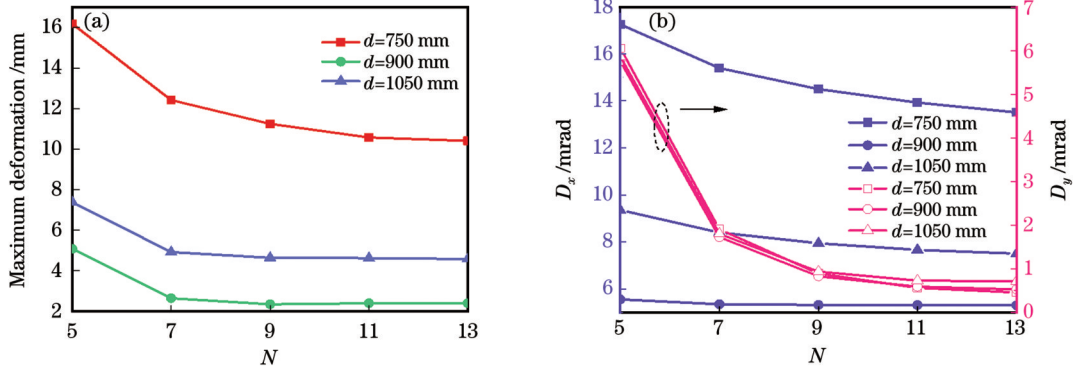 (a)
d=750 mm
d=900 mm
d=1050 mm
Maximum deformation /mm
16
14
12
10
8
6
4
2
5 7 9 11 13
N
(b)
d=750 mm
d=900 mm
d=1050 mm
d=750 mm
d=900 mm
d=1050 mm
Dx /mrad
18
16
14
12
10
8
6
Dy /mrad
7
6
5
4
3
2
1
0
5 7 9 11 13
N